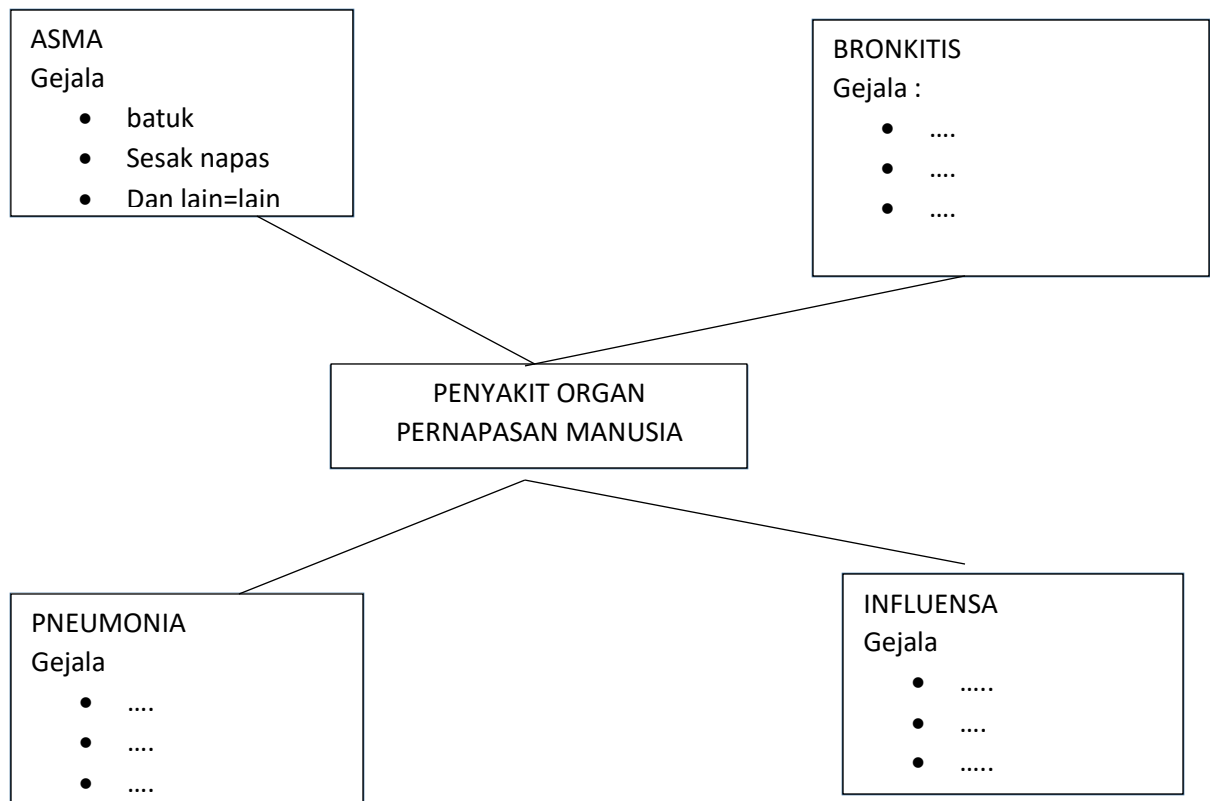 ASMA
Gejala
• batuk
• Sesak napas
• Dan lain=lain
BRONKITIS
Gejala :
• ....
• ....
• ....
PENYAKIT ORGAN
PERNAPASAN MANUSIA
PNEUMONIA
Gejala
• ....
• ....
• ....
INFLUENSA
Gejala
• .....
• ....
• .....